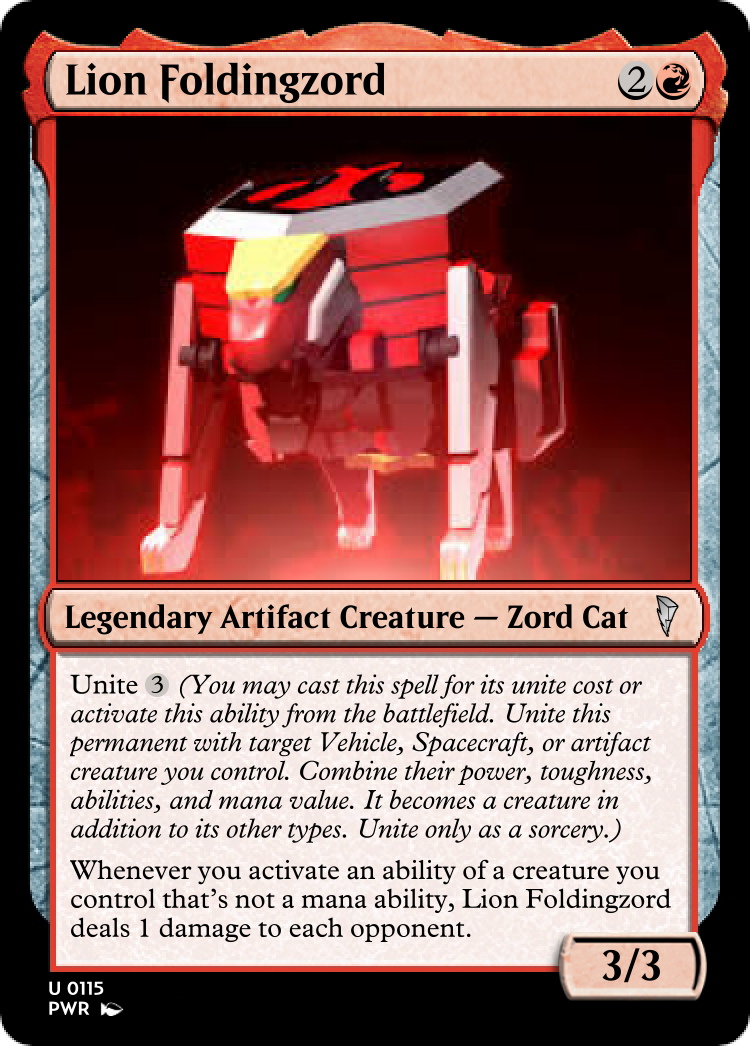 Lion Foldingzord 2
Legendary Artifact Creature — Zord Cat
Unite 3 (You may cast this spell for its unite cost or
activate this ability from the battlefield. Unite this
permanent with target Vehicle, Spacecraft, or artifact
creature you control. Combine their power, toughness,
abilities, and mana value. It becomes a creature in
addition to its other types. Unite only as a sorcery.)
Whenever you activate an ability of a creature you
control that's not a mana ability, Lion Foldingzord
deals 1 damage to each opponent.
3/3
U 0115
PWR